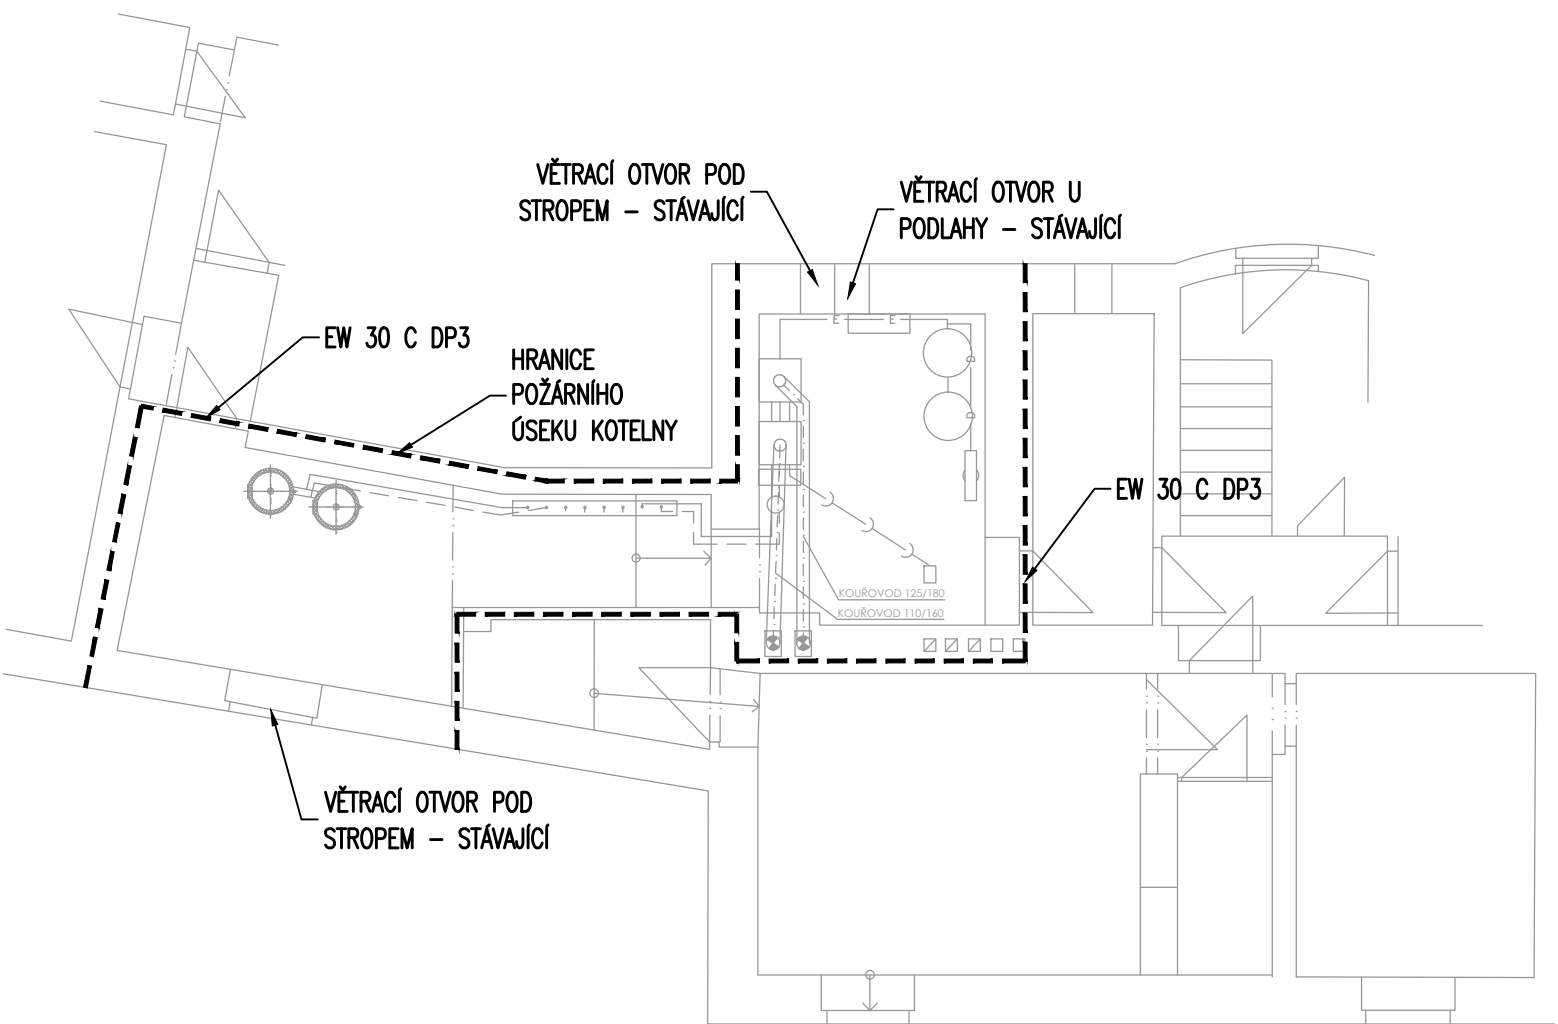 VĚTRACÍ OTVOR POD
STROPEM – STÁVAJÍCÍ
VĚTRACÍ OTVOR U
PODLAHY – STÁVAJÍCÍ
EW 30 C DP3
HRANICE
POŽÁRNÍHO
ÚSEKU KOTELNY
EW 30 C DP3
KOUŘOVOD 125/180
KOUŘOVOD 110/160
VĚTRACÍ OTVOR POD
STROPEM – STÁVAJÍCÍ